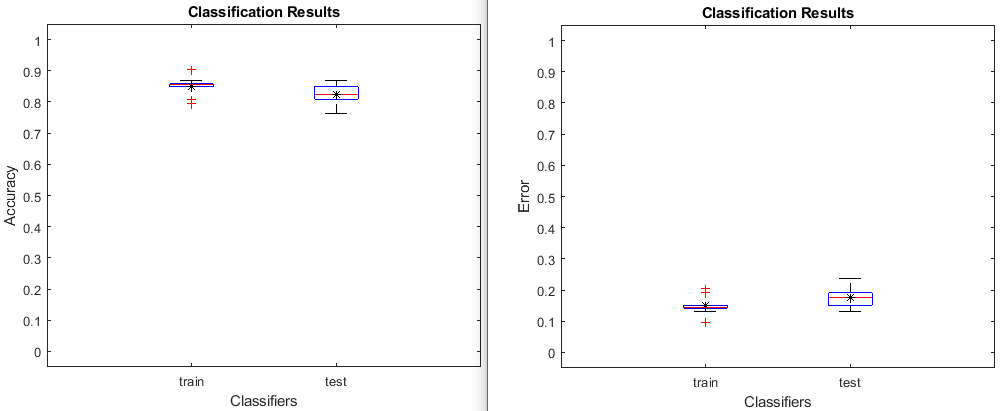 Classification Results
1
0.9
0.8
0.7
0.6
0.5
0.4
0.3
0.2
0.1
0
Accuracy
train test
Classifiers
Classification Results
1
0.9
0.8
0.7
0.6
0.5
0.4
0.3
0.2
0.1
0
Error
train test
Classifiers